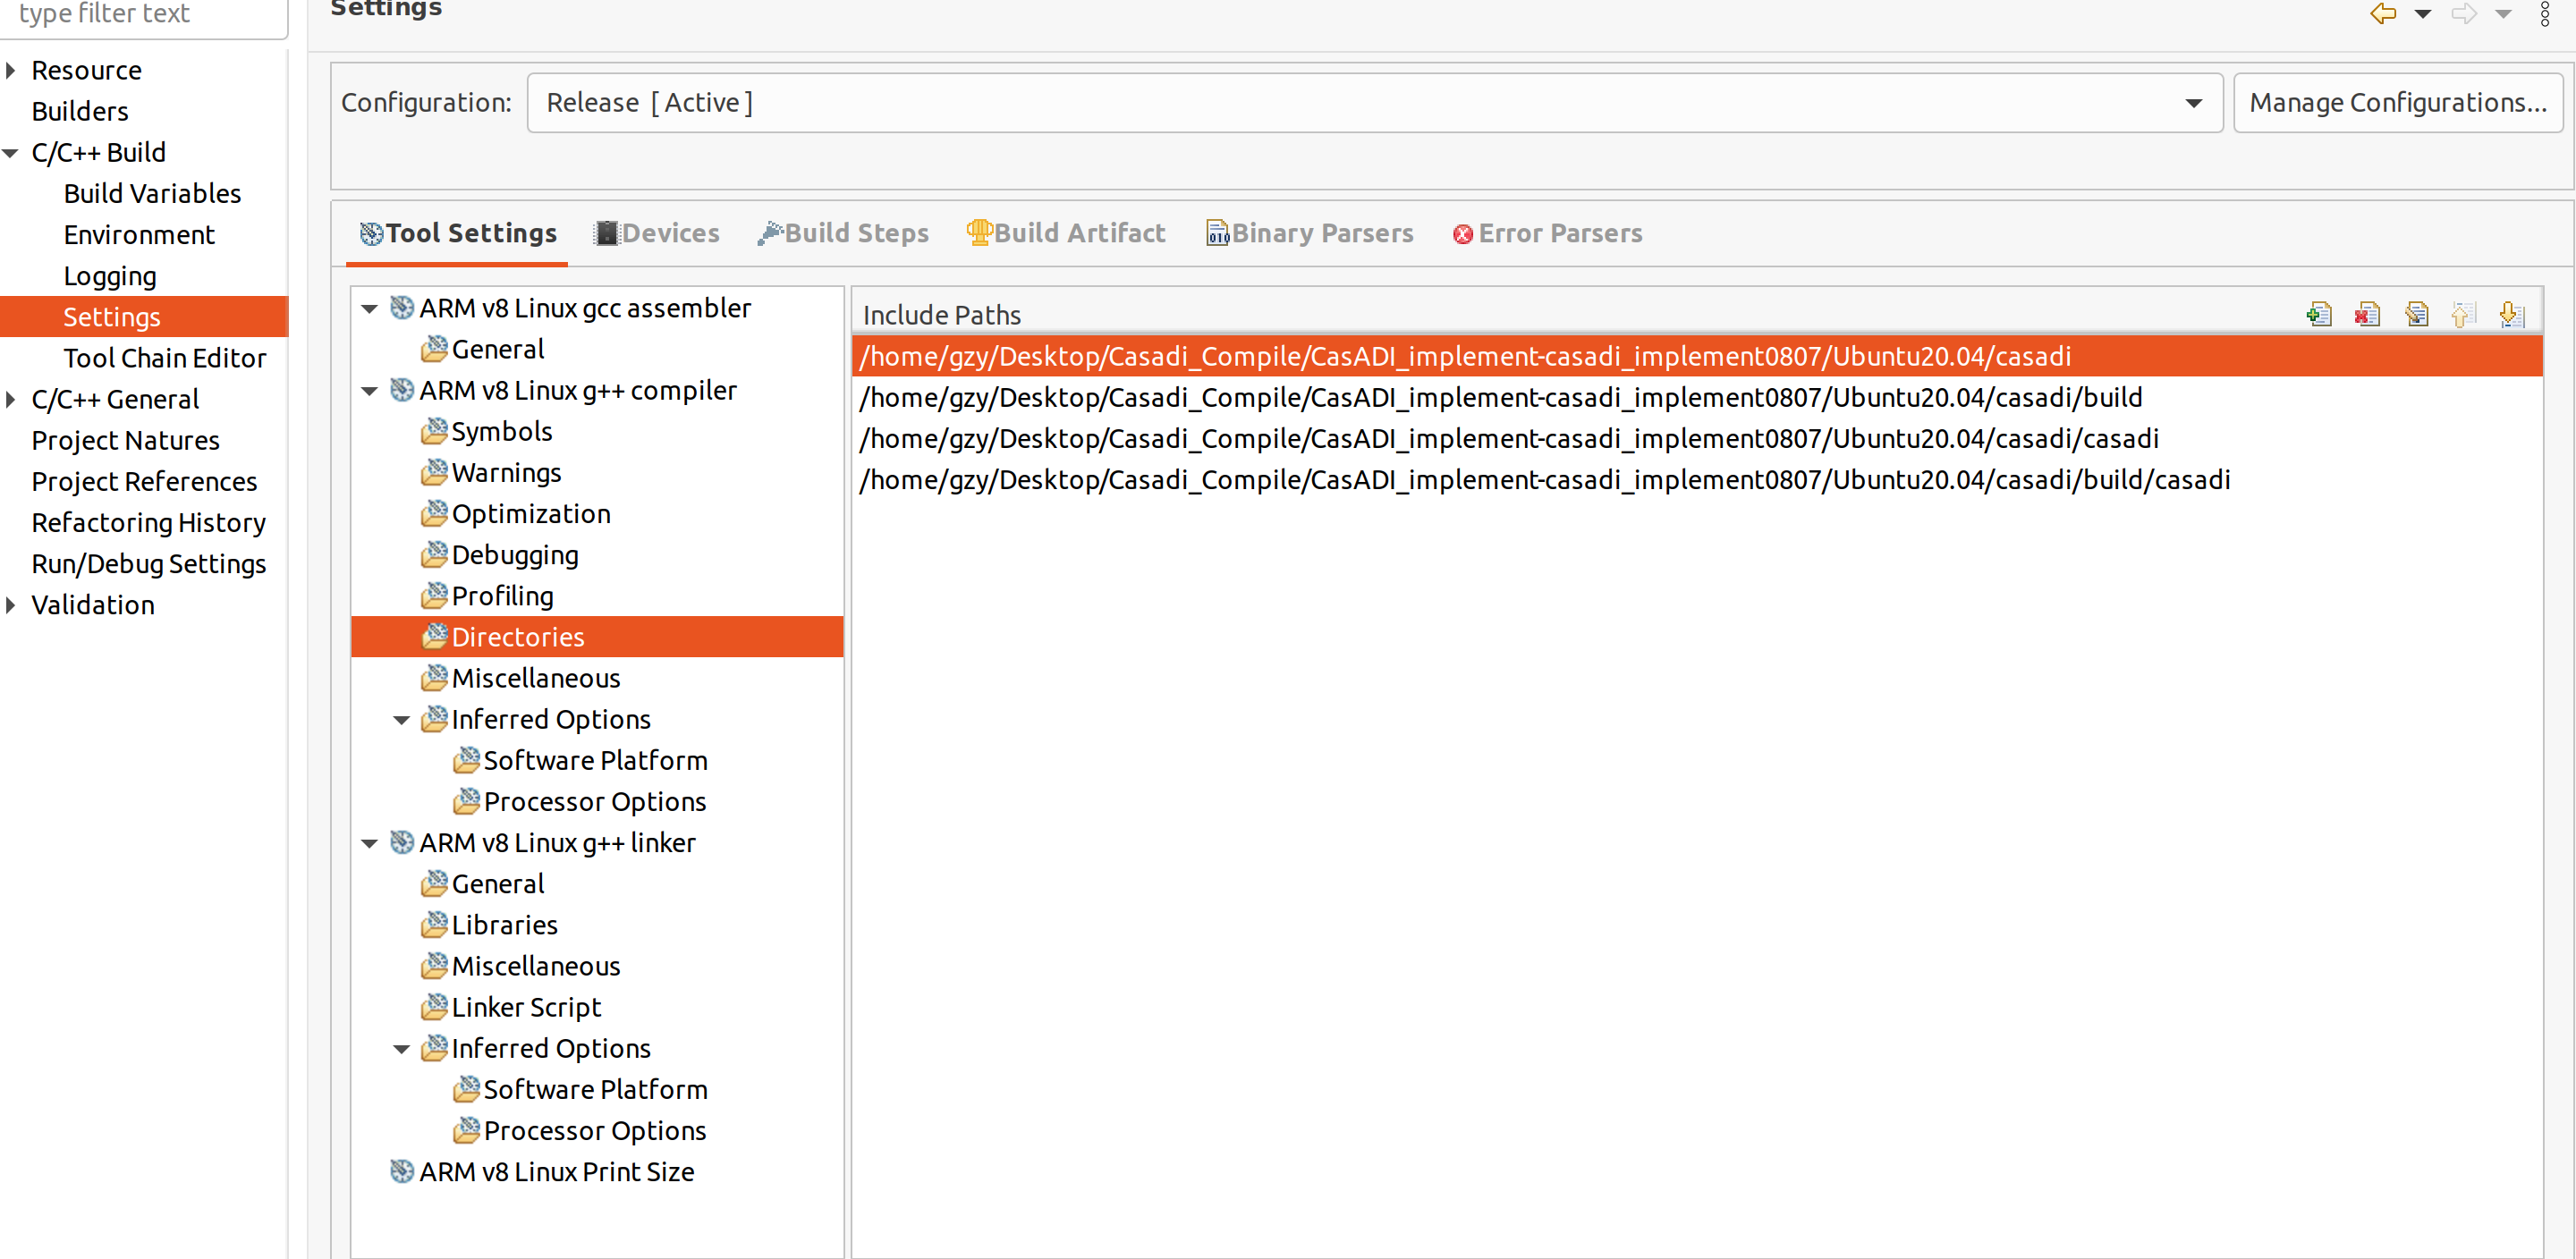 type filter text
Settings
Resource
Builders
C/C++ Build
Build Variables
Environment
Logging
Settings
Tool Chain Editor
C/C++ General
Project Natures
Project References
Refactoring History
Run/Debug Settings
Validation
Configuration: Release [ Active ] Manage Configurations...
Tool Settings Devices Build Steps Build Artifact Binary Parsers Error Parsers
ARM v8 Linux gcc assembler
General
ARM v8 Linux g++ compiler
Symbols
Warnings
Optimization
Debugging
Profiling
Directories
Miscellaneous
Inferred Options
Software Platform
Processor Options
ARM v8 Linux g++ linker
General
Libraries
Miscellaneous
Linker Script
Inferred Options
Software Platform
Processor Options
ARM v8 Linux Print Size
Include Paths
/home/gzy/Desktop/Casadi_Compile/CasADI_implement-casadi_implement0807/Ubuntu20.04/casadi
/home/gzy/Desktop/Casadi_Compile/CasADI_implement-casadi_implement0807/Ubuntu20.04/casadi/build
/home/gzy/Desktop/Casadi_Compile/CasADI_implement-casadi_implement0807/Ubuntu20.04/casadi/casadi
/home/gzy/Desktop/Casadi_Compile/CasADI_implement-casadi_implement0807/Ubuntu20.04/casadi/build/casadi